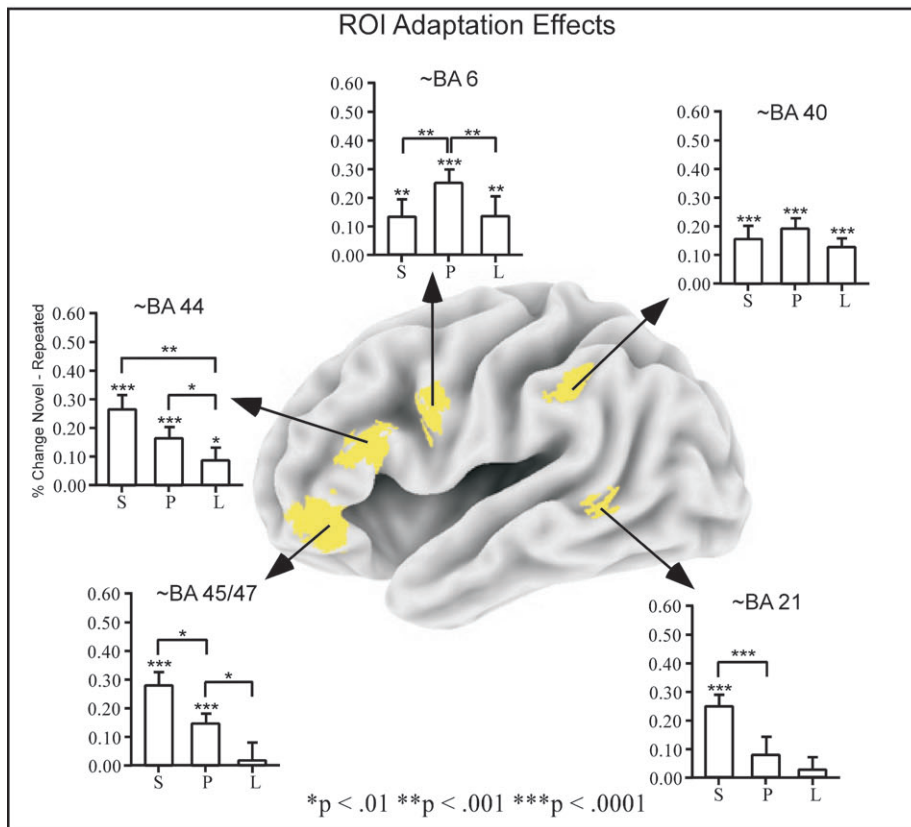 ROI Adaptation Effects
~BA 6
0.60
0.50
0.40
0.30
0.20
0.10
0.00
** **
** *** **
S P L
~BA 40
0.60
0.50
0.40
0.30
0.20
0.10
0.00
*** *** ***
S P L
~BA 44
% Change Novel - Repeated
0.60
0.50
0.40
0.30
0.20
0.10
0.00
**
*
*** *** *
S P L
~BA 45/47
0.60
0.50
0.40
0.30
0.20
0.10
0.00
*
*
*** ***
S P L
~BA 21
0.60
0.50
0.40
0.30
0.20
0.10
0.00
***
***
S P L
*p < .01 **p < .001 ***p < .0001